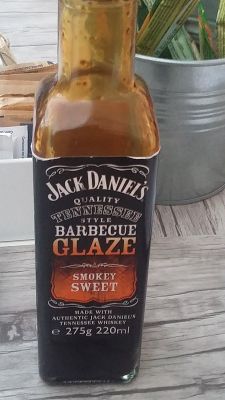 JACK DANIEL'S
QUALITY
TENNESSEE
STYLE
BARBECUE
GLAZE
SMOKEY
SWEET
MADE WITH
AUTHENTIC JACK DANIEL'S
TENNESSEE WHISKEY
e 275g 220ml